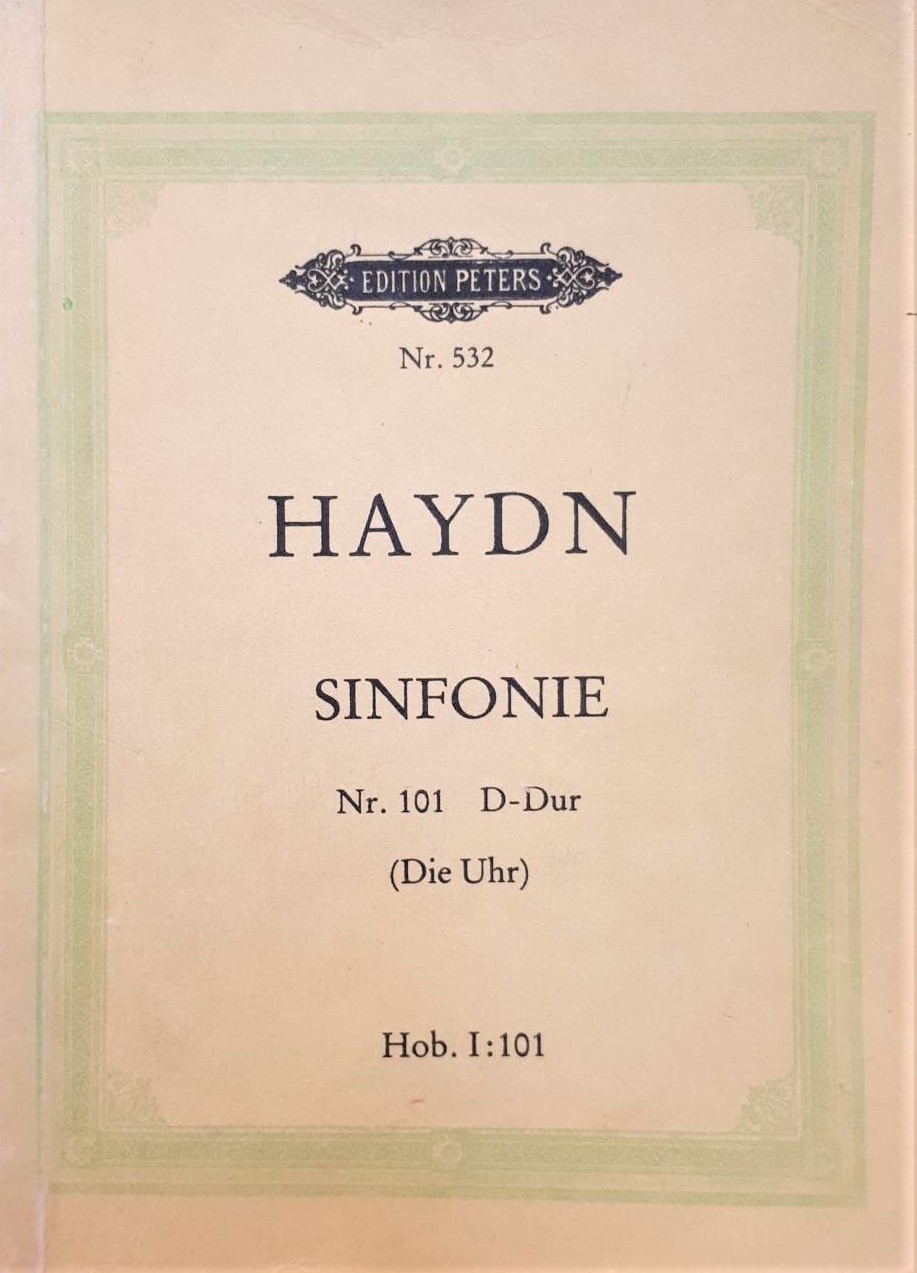 EDITION PETERS
Nr. 532
HAYDN
SINFONIE
Nr. 101 D-Dur
(Die Uhr)
Hob. I:101